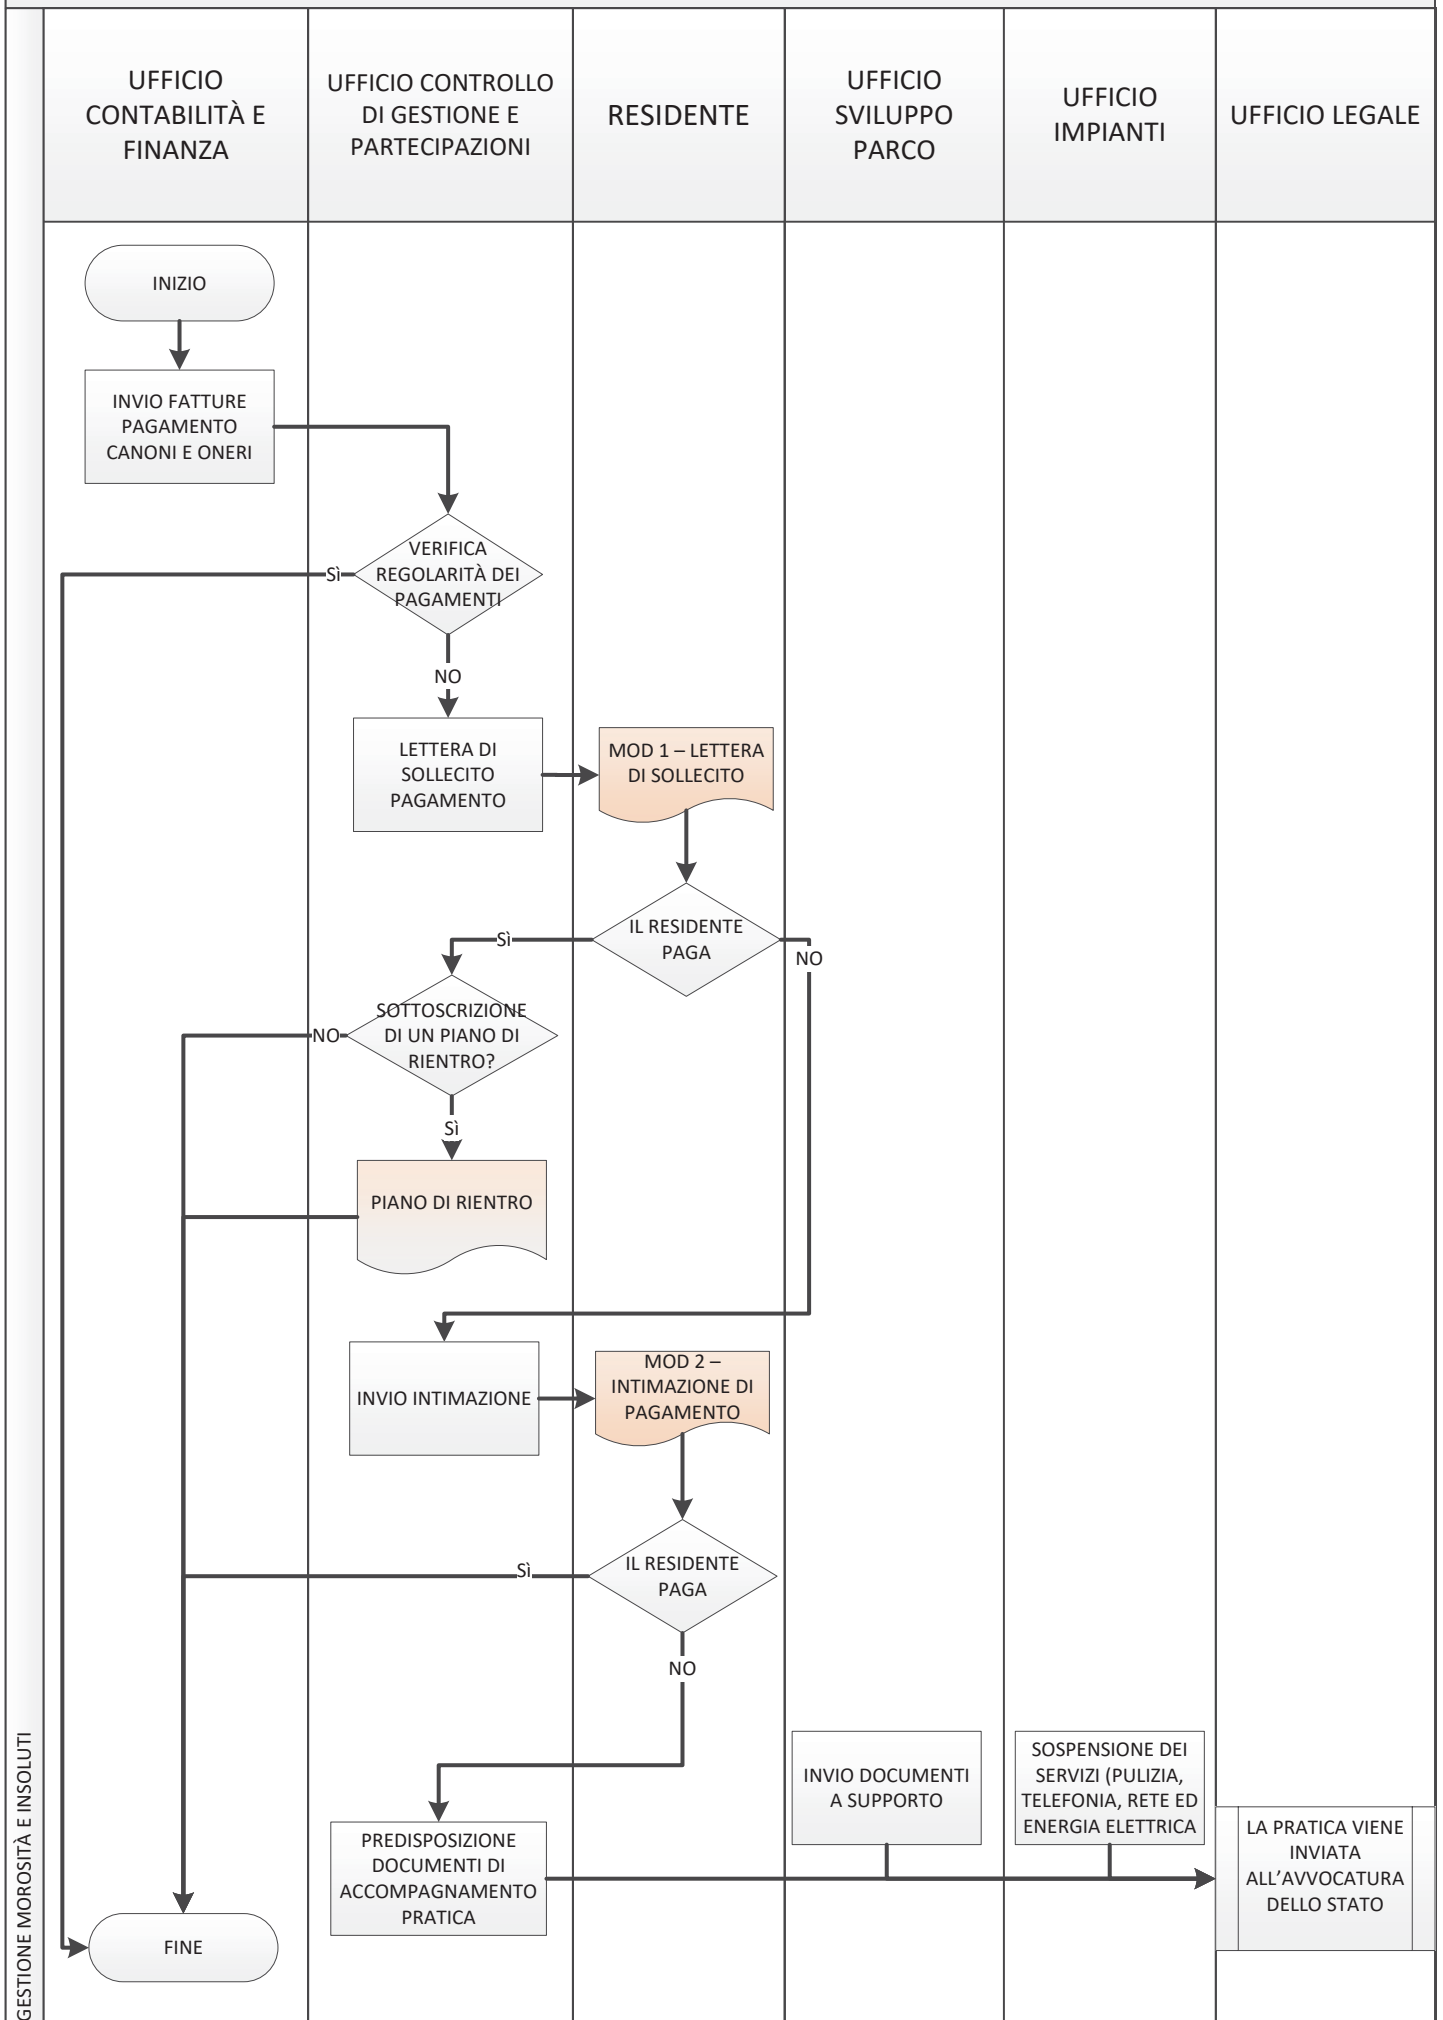 UFFICIO
CONTABILITÀ E
FINANZA
UFFICIO CONTROLLO
DI GESTIONE E
PARTECIPAZIONI
RESIDENTE
UFFICIO
SVILUPPO
PARCO
UFFICIO
IMPIANTI
UFFICIO LEGALE
INIZIO
INVIO FATTURE
PAGAMENTO
CANONI E ONERI
VERIFICA
REGOLARITÀ DEI
PAGAMENTI
Sì
NO
LETTERA DI
SOLLECITO
PAGAMENTO
MOD 1 – LETTERA
DI SOLLECITO
IL RESIDENTE
PAGA
Sì
NO
SOTTOSCRIZIONE
DI UN PIANO DI
RIENTRO?
NO
Sì
PIANO DI RIENTRO
INVIO INTIMAZIONE
MOD 2 –
INTIMAZIONE DI
PAGAMENTO
IL RESIDENTE
PAGA
Sì
NO
PREDISPOSIZIONE
DOCUMENTI DI
ACCOMPAGNAMENTO
PRATICA
INVIO DOCUMENTI
A SUPPORTO
SOSPENSIONE DEI
SERVIZI (PULIZIA,
TELEFONIA, RETE ED
ENERGIA ELETTRICA
LA PRATICA VIENE
INVIATA
ALL’AVVOCATURA
DELLO STATO
FINE
GESTIONE MOROSITÀ E INSOLUTI